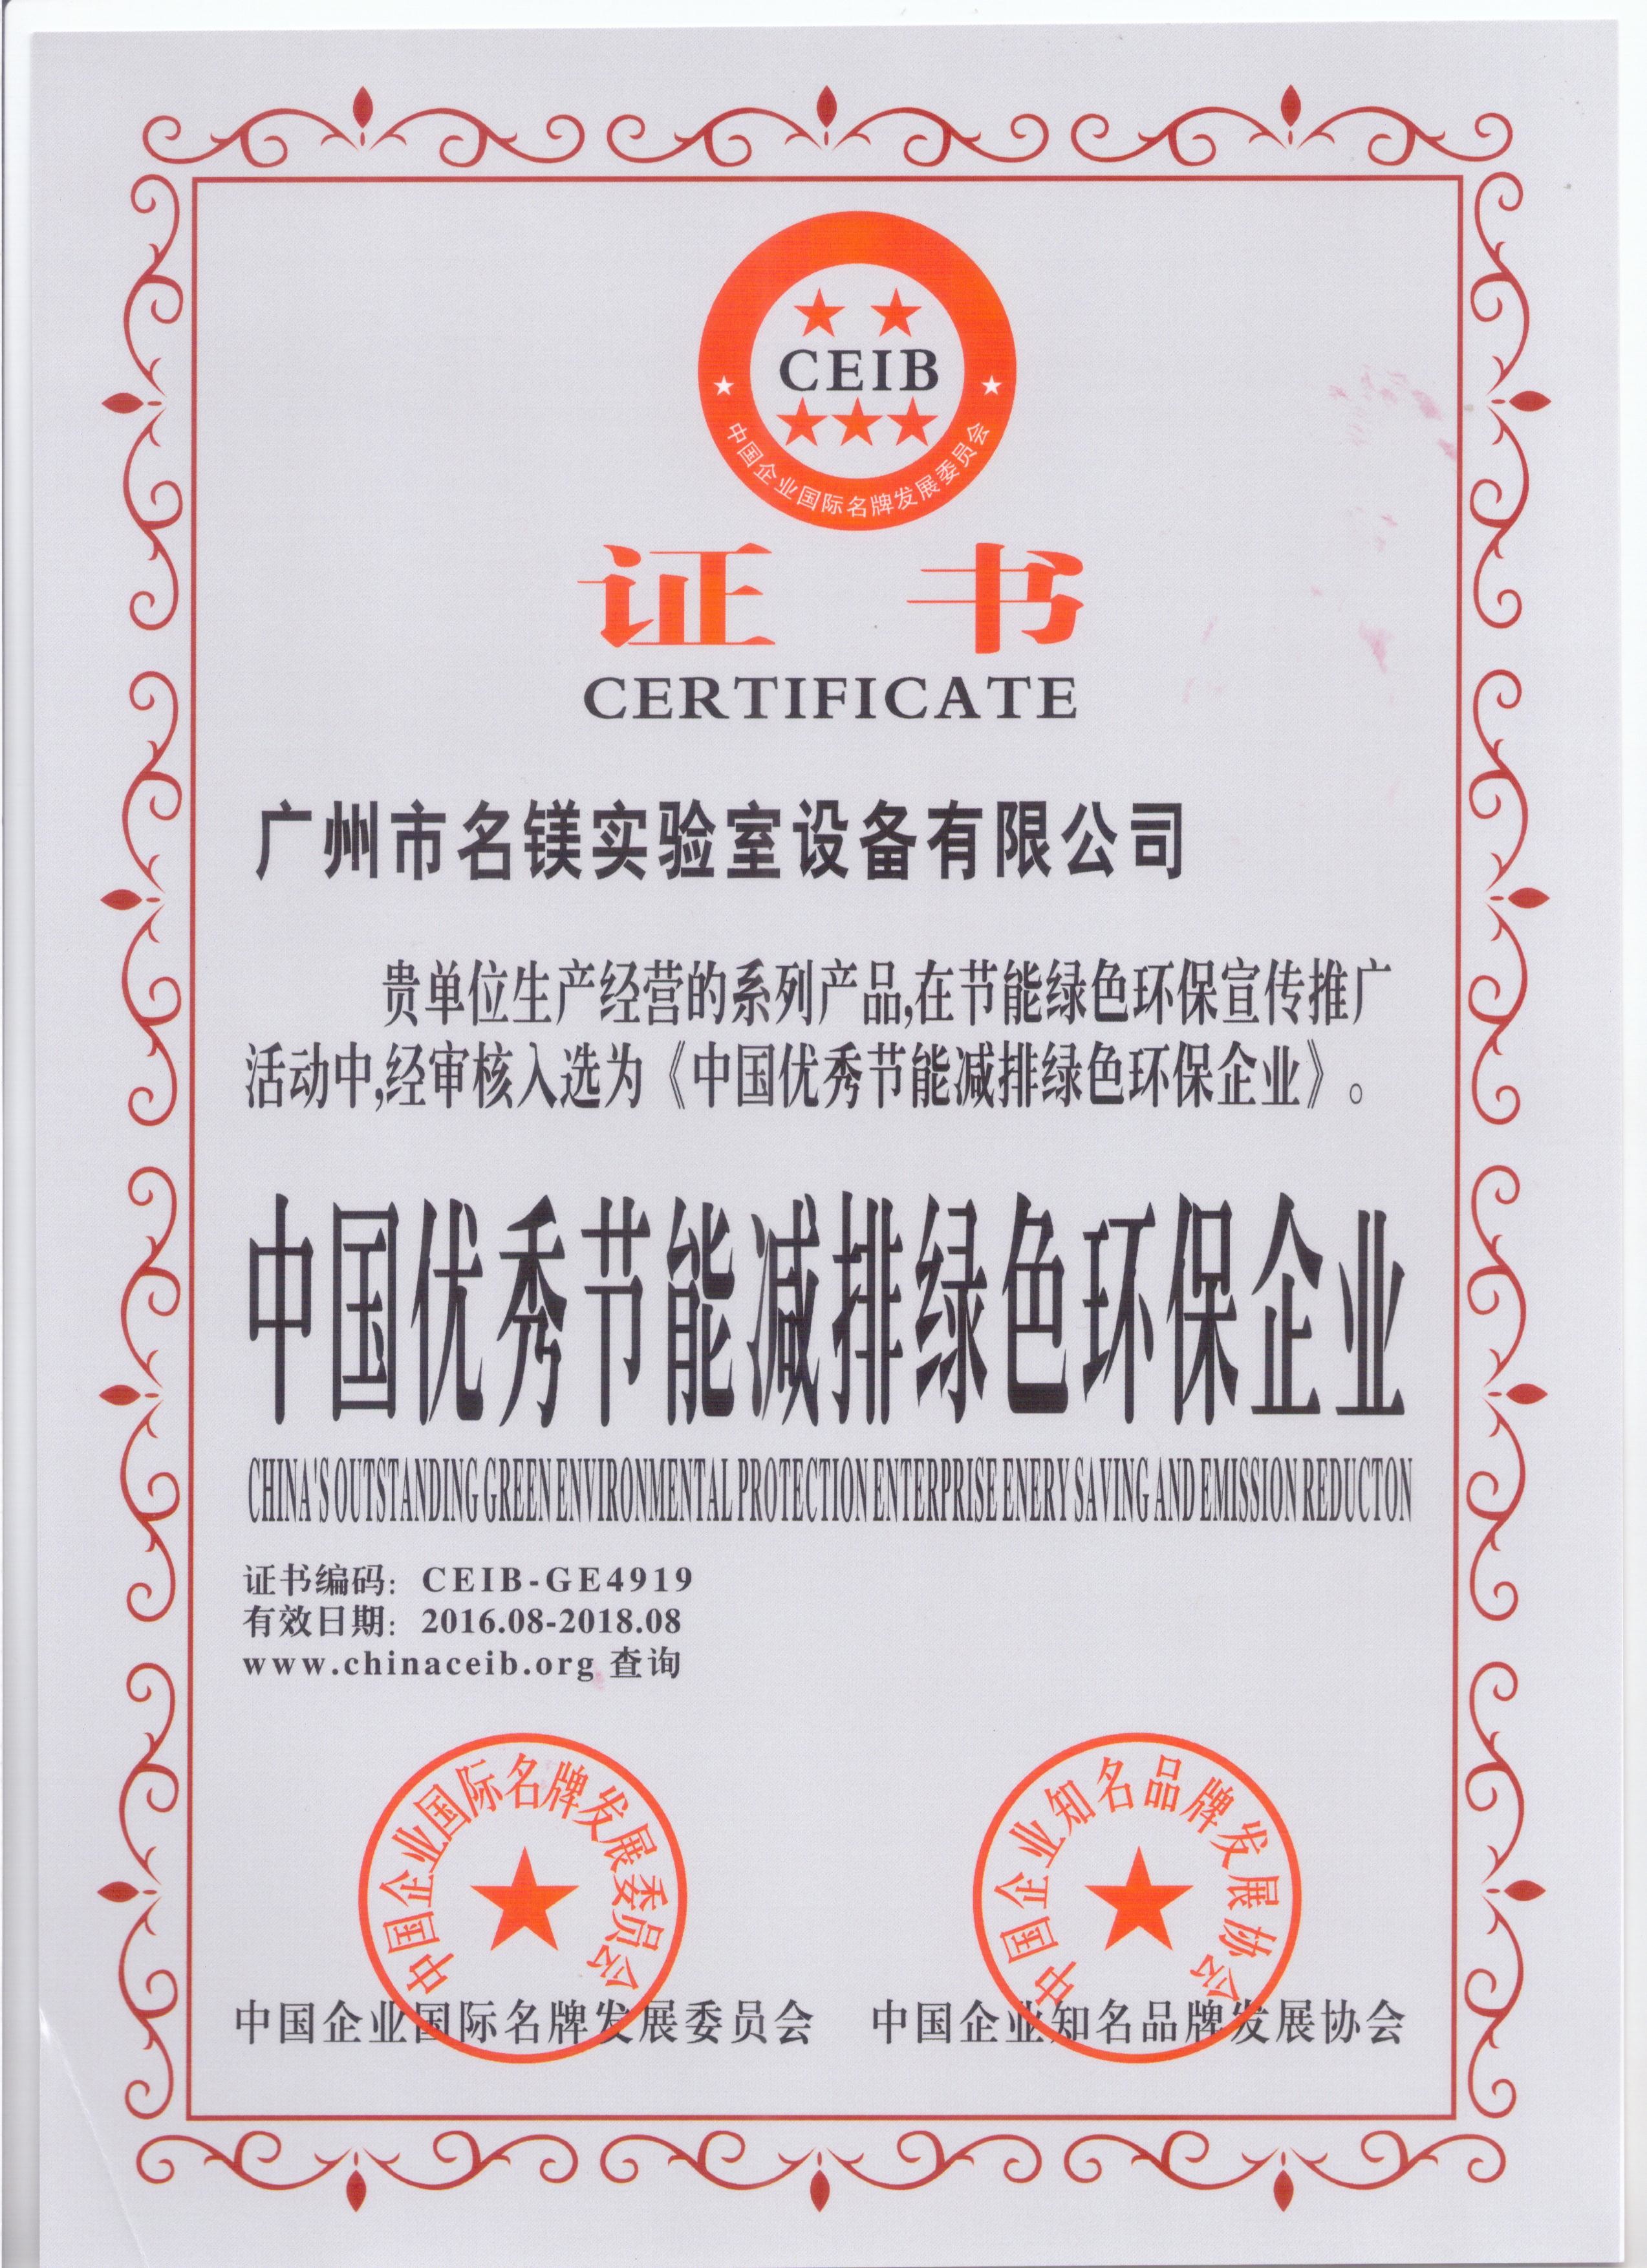 CEIB
中国企业国际名牌发展委员会
证 书
CERTIFICATE
广州市名镁实验室设备有限公司
贵单位生产经营的系列产品,在节能绿色环保宣传推广
活动中,经审核入选为《中国优秀节能减排绿色环保企业》。
中国优秀节能减排绿色环保企业
CHINA'S OUTSTANDING GREEN ENVIRONMENTAL PROTECTION ENTERPRISE ENERY SAVING AND EMISSION REDUCTON
证书编码: CEIB-GE4919
有效日期: 2016.08-2018.08
www.chinaceib.org 查询
中国企业国际名牌发展委员会
中国企业知名品牌发展协会
中国企业国际名牌发展委员会
中国企业知名品牌发展协会